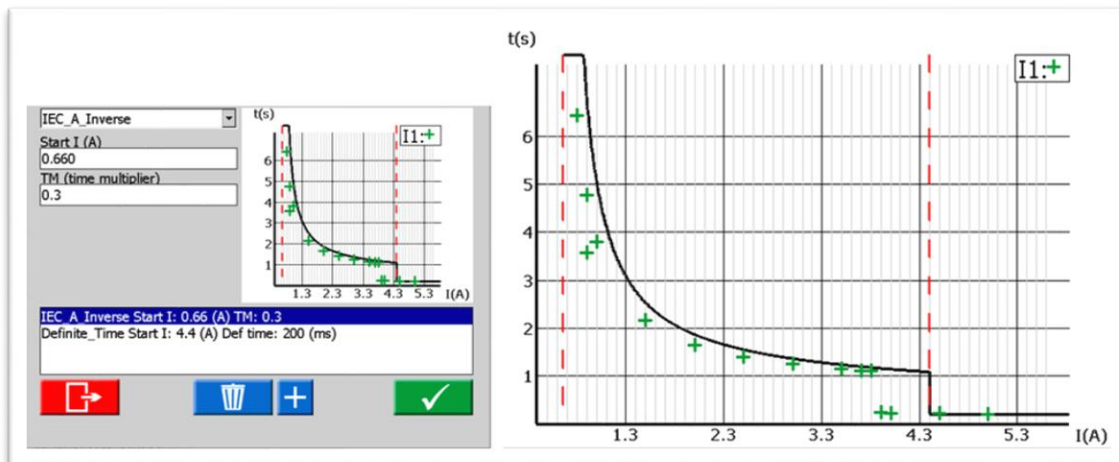 IEC_A_Inverse
Start I (A)
0.660
TM (time multiplier)
0.3
t(s)
I1:+
6
5
4
3
2
1
1.3 2.3 3.3 4.3 5.3 I(A)
IEC_A_Inverse Start I: 0.66 (A) TM: 0.3
Definite_Time Start I: 4.4 (A) Def time: 200 (ms)
t(s)
I1:+
6
5
4
3
2
1
1.3 2.3 3.3 4.3 5.3 I(A)